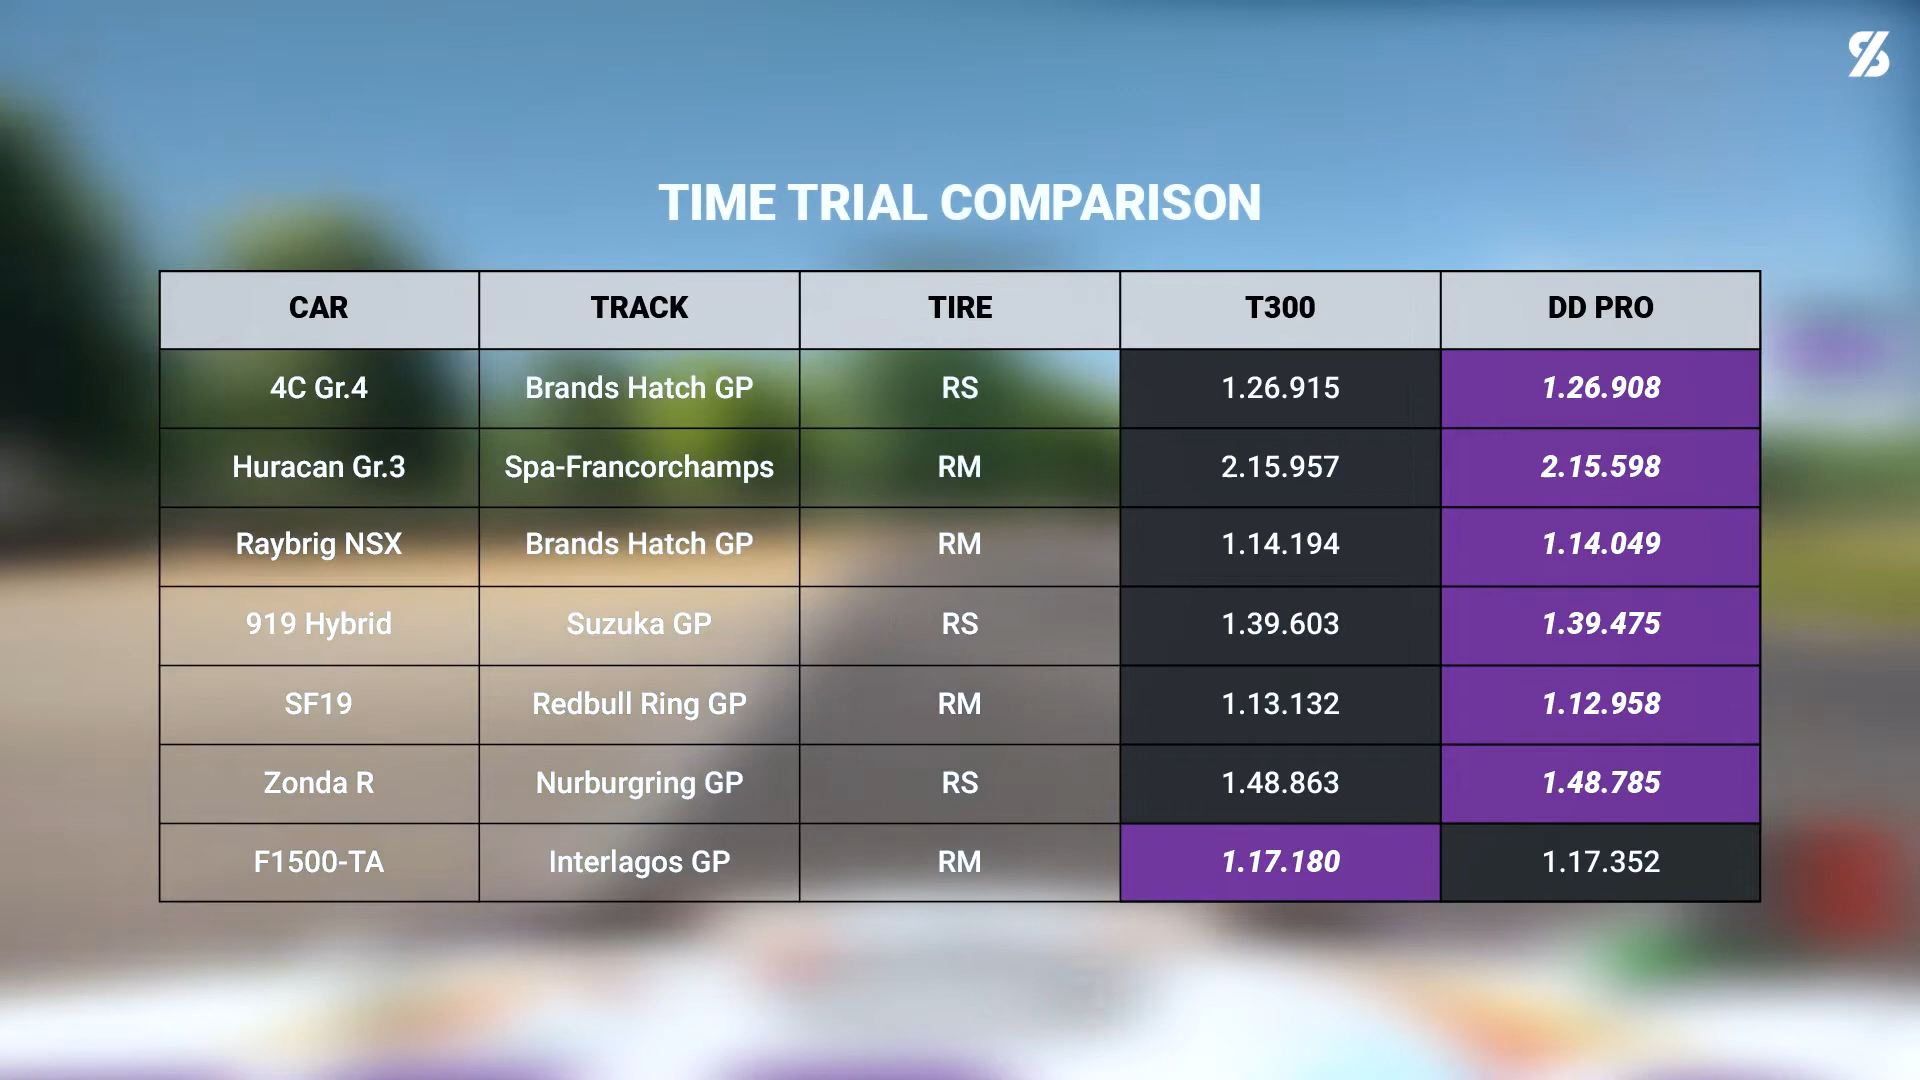 TIME TRIAL COMPARISON
CAR TRACK TIRE T300 DD PRO
4C Gr.4 Brands Hatch GP RS 1.26.915 1.26.908
Huracan Gr.3 Spa-Francorchamps RM 2.15.957 2.15.598
Raybrig NSX Brands Hatch GP RM 1.14.194 1.14.049
919 Hybrid Suzuka GP RS 1.39.603 1.39.475
SF19 Redbull Ring GP RM 1.13.132 1.12.958
Zonda R Nurburgring GP RS 1.48.863 1.48.785
F1500-TA Interlagos GP RM 1.17.180 1.17.352